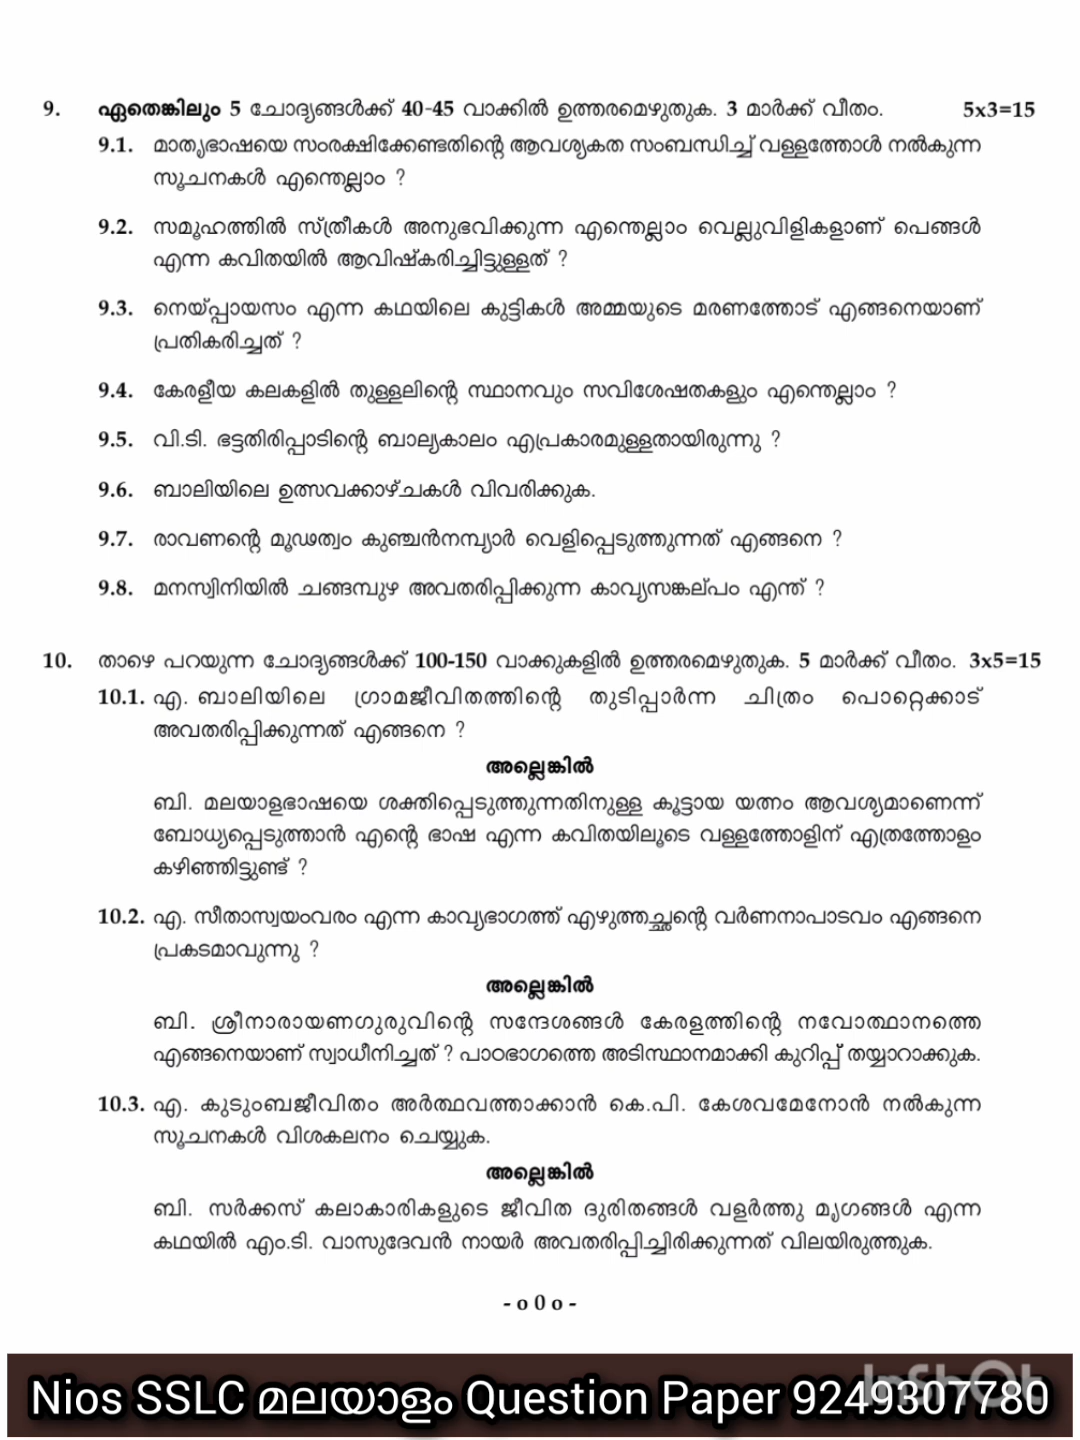 9. ഏതെങ്കിലും 5 ചോദ്യങ്ങൾക്ക് 40-45 വാക്കിൽ ഉത്തരമെഴുതുക. 3 മാർക്ക് വീതം. 5x3=15
9.1. മാതൃഭാഷയെ സംരക്ഷിക്കേണ്ടതിന്റെ ആവശ്യകത സംബന്ധിച്ച് വള്ളത്തോൾ നൽകുന്ന
സൂചനകൾ എന്തെല്ലാം ?
9.2. സമൂഹത്തിൽ സ്ത്രീകൾ അനുഭവിക്കുന്ന എന്തെല്ലാം വെല്ലുവിളികളാണ് പെങ്ങൾ
എന്ന കവിതയിൽ ആവിഷ്കരിച്ചിട്ടുള്ളത് ?
9.3. നെയ്പ്പായസം എന്ന കഥയിലെ കുട്ടികൾ അമ്മയുടെ മരണത്തോട് എങ്ങനെയാണ്
പ്രതികരിച്ചത് ?
9.4. കേരളീയ കലകളിൽ തുള്ളലിന്റെ സ്ഥാനവും സവിശേഷതകളും എന്തെല്ലാം ?
9.5. വി.ടി. ഭട്ടതിരിപ്പാടിന്റെ ബാല്യകാലം എപ്രകാരമുള്ളതായിരുന്നു ?
9.6. ബാലിയിലെ ഉത്സവക്കാഴ്ചകൾ വിവരിക്കുക.
9.7. രാവണന്റെ മൂഢത്വം കുഞ്ചൻനമ്പ്യാർ വെളിപ്പെടുത്തുന്നത് എങ്ങനെ ?
9.8. മനസ്വിനിയിൽ ചങ്ങമ്പുഴ അവതരിപ്പിക്കുന്ന കാവ്യസങ്കല്പം എന്ത് ?
10. താഴെ പറയുന്ന ചോദ്യങ്ങൾക്ക് 100-150 വാക്കുകളിൽ ഉത്തരമെഴുതുക. 5 മാർക്ക് വീതം. 3x5=15
10.1. എ. ബാലിയിലെ ഗ്രാമജീവിതത്തിന്റെ തുടിപ്പാർന്ന ചിത്രം പൊറ്റെക്കാട്
അവതരിപ്പിക്കുന്നത് എങ്ങനെ ?
അല്ലെങ്കിൽ
ബി. മലയാളഭാഷയെ ശക്തിപ്പെടുത്തുന്നതിനുള്ള കൂട്ടായ യത്നം ആവശ്യമാണെന്ന്
ബോധ്യപ്പെടുത്താൻ എന്റെ ഭാഷ എന്ന കവിതയിലൂടെ വള്ളത്തോളിന് എത്രത്തോളം
കഴിഞ്ഞിട്ടുണ്ട് ?
10.2. എ. സീതാസ്വയംവരം എന്ന കാവ്യഭാഗത്ത് എഴുത്തച്ഛന്റെ വർണനാപാടവം എങ്ങനെ
പ്രകടമാവുന്നു ?
അല്ലെങ്കിൽ
ബി. ശ്രീനാരായണഗുരുവിന്റെ സന്ദേശങ്ങൾ കേരളത്തിന്റെ നവോത്ഥാനത്തെ
എങ്ങനെയാണ് സ്വാധീനിച്ചത് ? പാഠഭാഗത്തെ അടിസ്ഥാനമാക്കി കുറിപ്പ് തയ്യാറാക്കുക.
10.3. എ. കുടുംബജീവിതം അർത്ഥവത്താക്കാൻ കെ.പി. കേശവമേനോൻ നൽകുന്ന
സൂചനകൾ വിശകലനം ചെയ്യുക.
അല്ലെങ്കിൽ
ബി. സർക്കസ് കലാകാരികളുടെ ജീവിത ദുരിതങ്ങൾ വളർത്തു മൃഗങ്ങൾ എന്ന
കഥയിൽ എം.ടി. വാസുദേവൻ നായർ അവതരിപ്പിച്ചിരിക്കുന്നത് വിലയിരുത്തുക.
- o 0 o -
InShOt
Nios SSLC മലയാളം Question Paper 9249307780